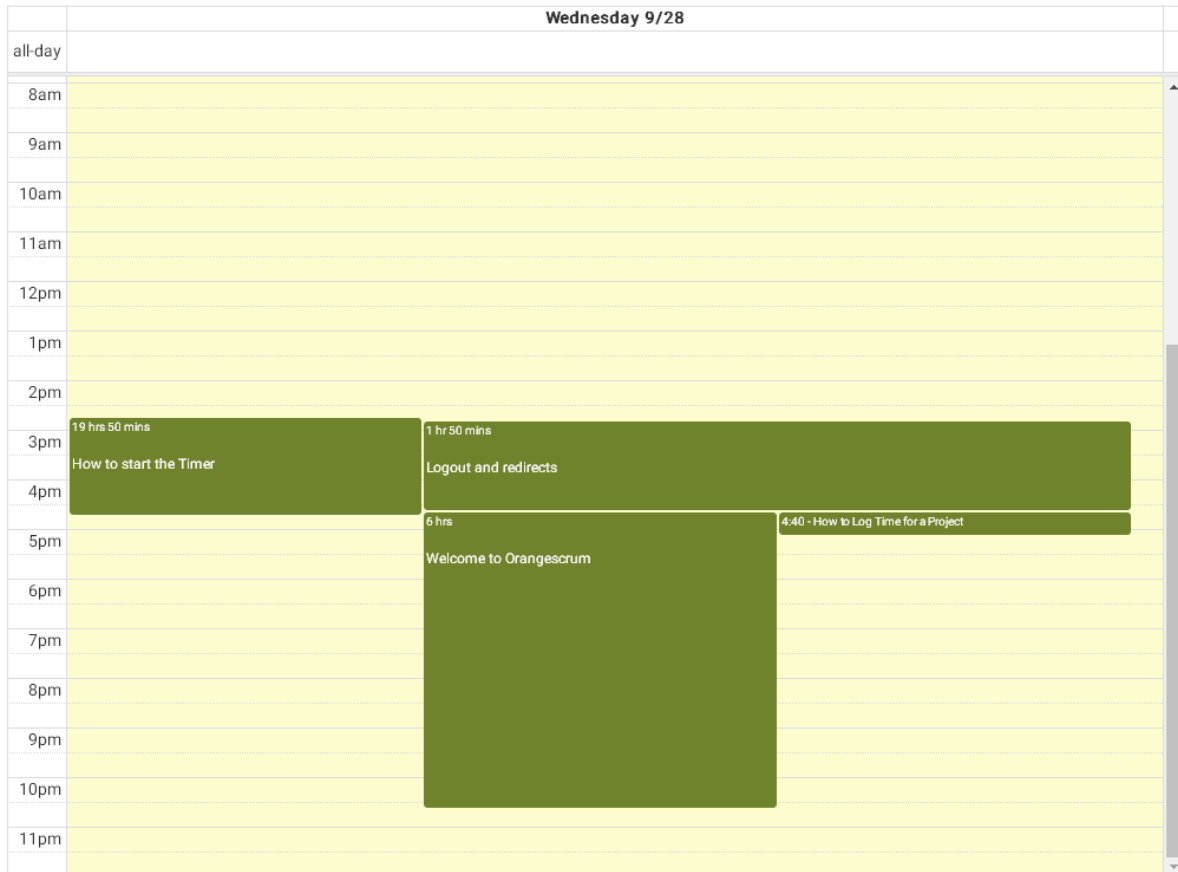 Wednesday 9/28
all-day
8am
9am
10am
11am
12pm
1pm
2pm
19 hrs 50 mins
How to start the Timer
1 hr 50 mins
Logout and redirects
3pm
4pm
6 hrs
Welcome to Orangescrum
4:40 - How to Log Time for a Project
5pm
6pm
7pm
8pm
9pm
10pm
11pm